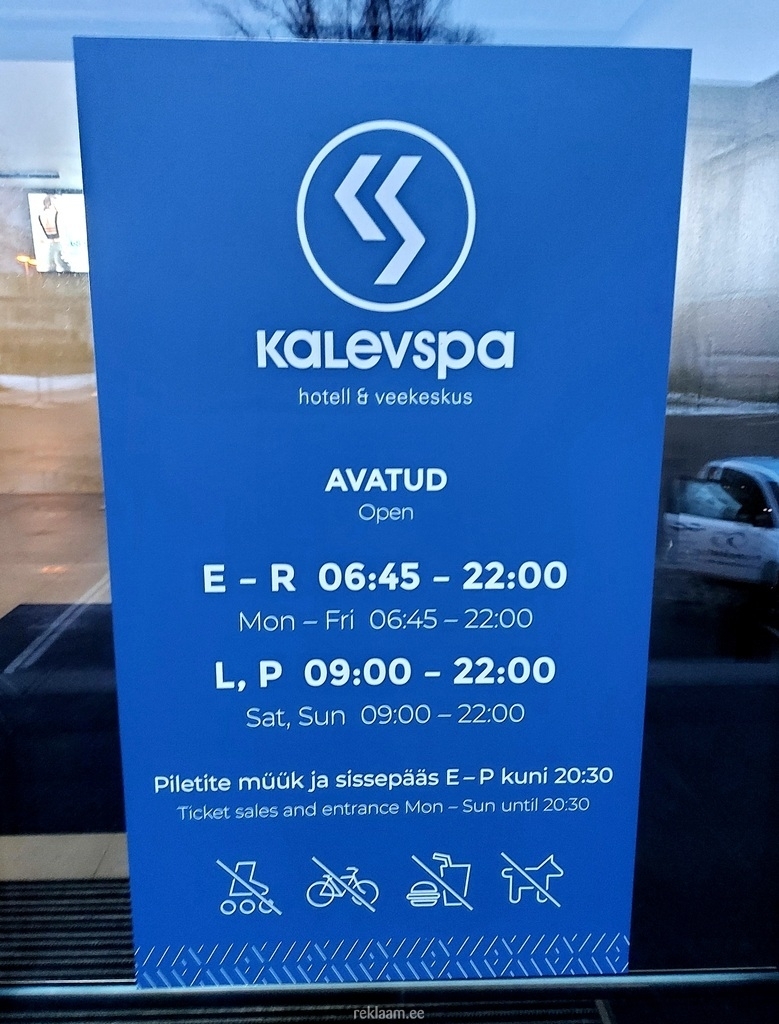 KALEVSPA
hotell & veekeskus
AVATUD
Open
E – R 06:45 – 22:00
Mon – Fri 06:45 – 22:00
L, P 09:00 – 22:00
Sat, Sun 09:00 – 22:00
Piletite müük ja sissepääs E – P kuni 20:30
Ticket sales and entrance Mon – Sun until 20:30
reklaam.ee